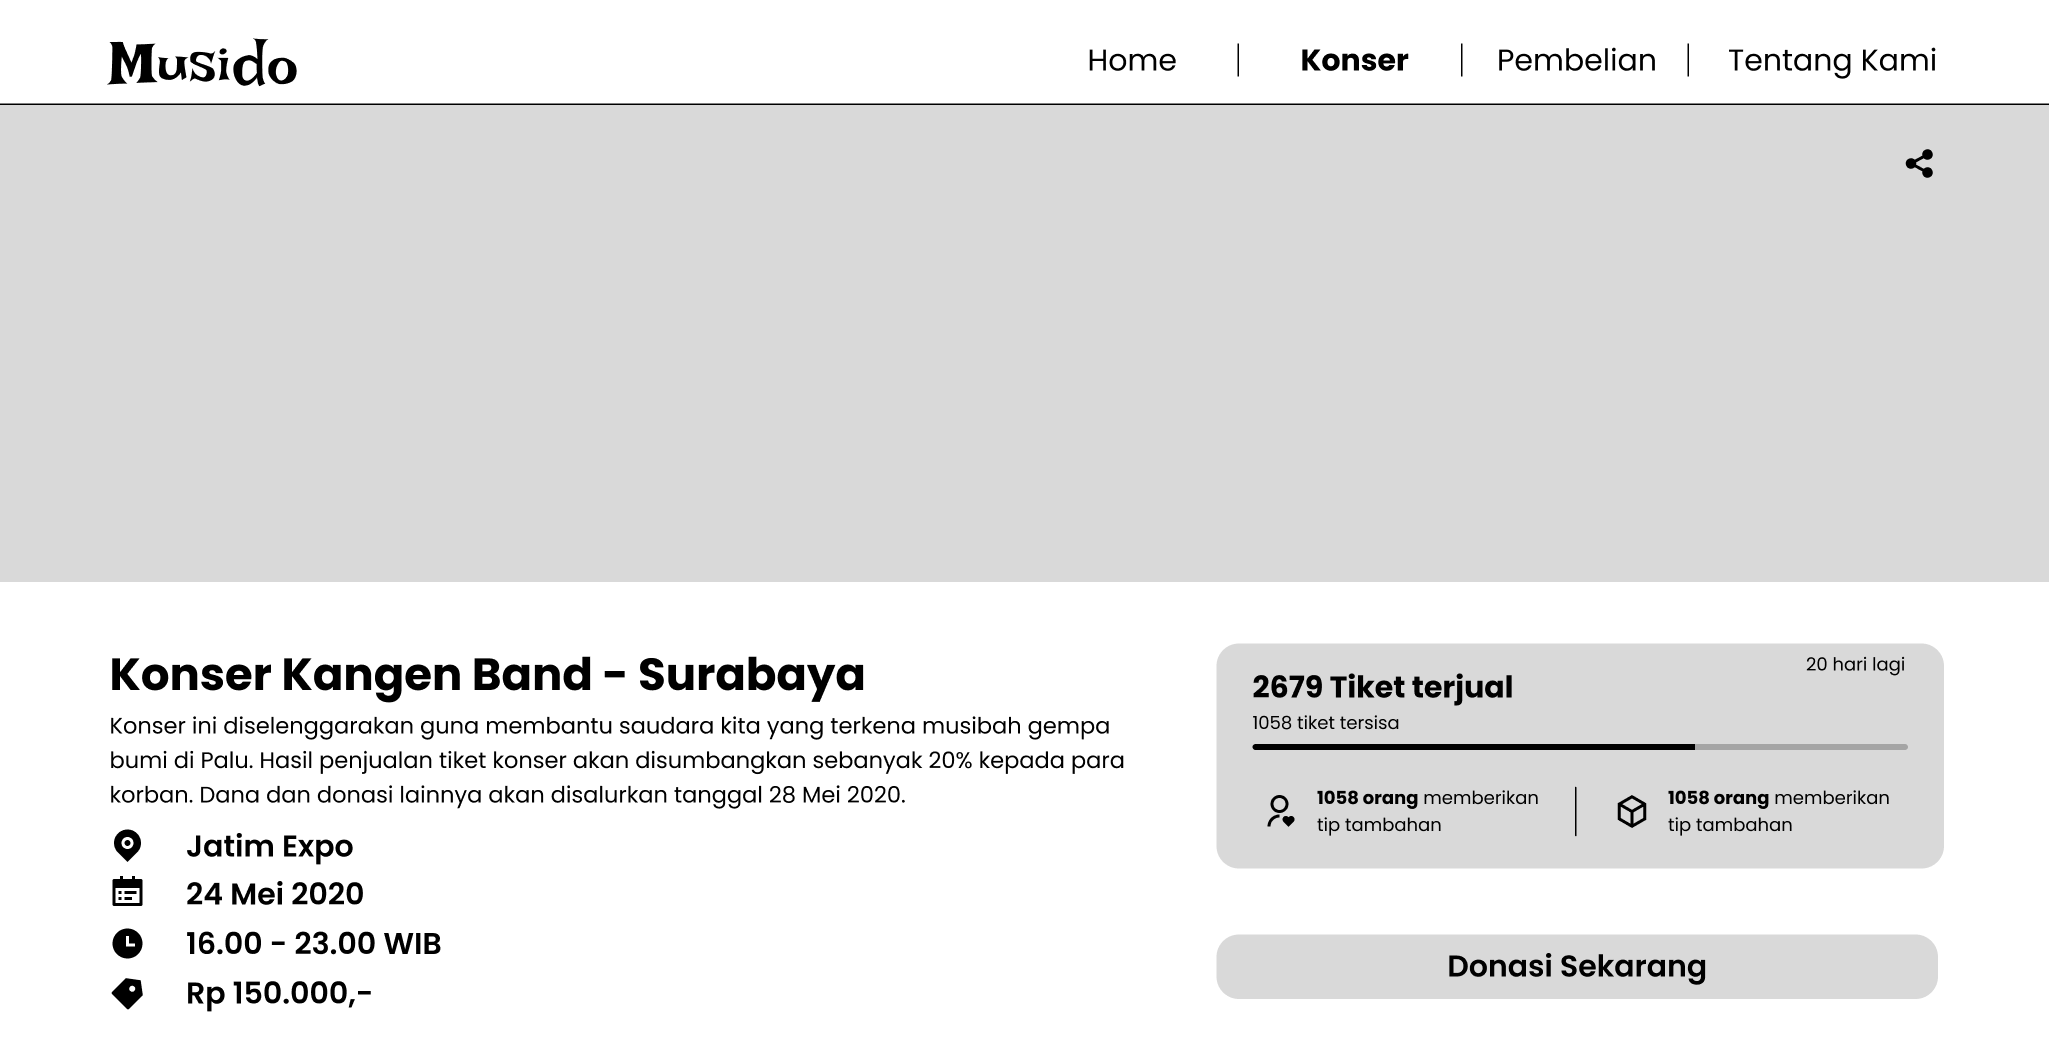 Musido
Home | Konser | Pembelian | Tentang Kami
Konser Kangen Band - Surabaya
Konser ini diselenggarakan guna membantu saudara kita yang terkena musibah gempa
bumi di Palu. Hasil penjualan tiket konser akan disumbangkan sebanyak 20% kepada para
korban. Dana dan donasi lainnya akan disalurkan tanggal 28 Mei 2020.
Jatim Expo
24 Mei 2020
16.00 - 23.00 WIB
Rp 150.000,-
20 hari lagi
2679 Tiket terjual
1058 tiket tersisa
1058 orang memberikan
tip tambahan
1058 orang memberikan
tip tambahan
Donasi Sekarang